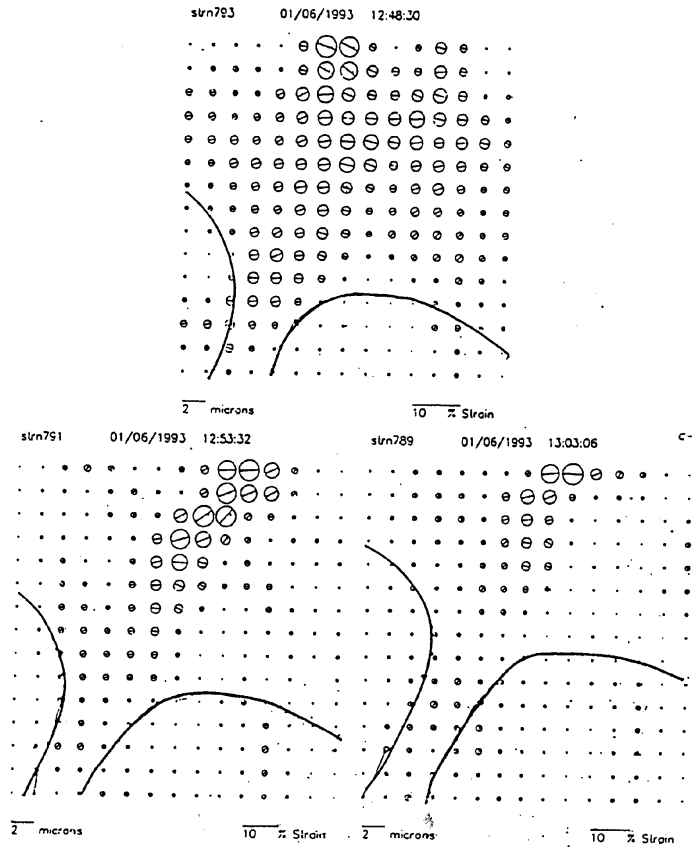 strn793 01/06/1993 12:48:30
2 microns 10 % Strain
strn791 01/06/1993 12:53:32
strn789 01/06/1993 13:03:06
c-
2 microns 10 % Strain
2 microns 10 % Strain